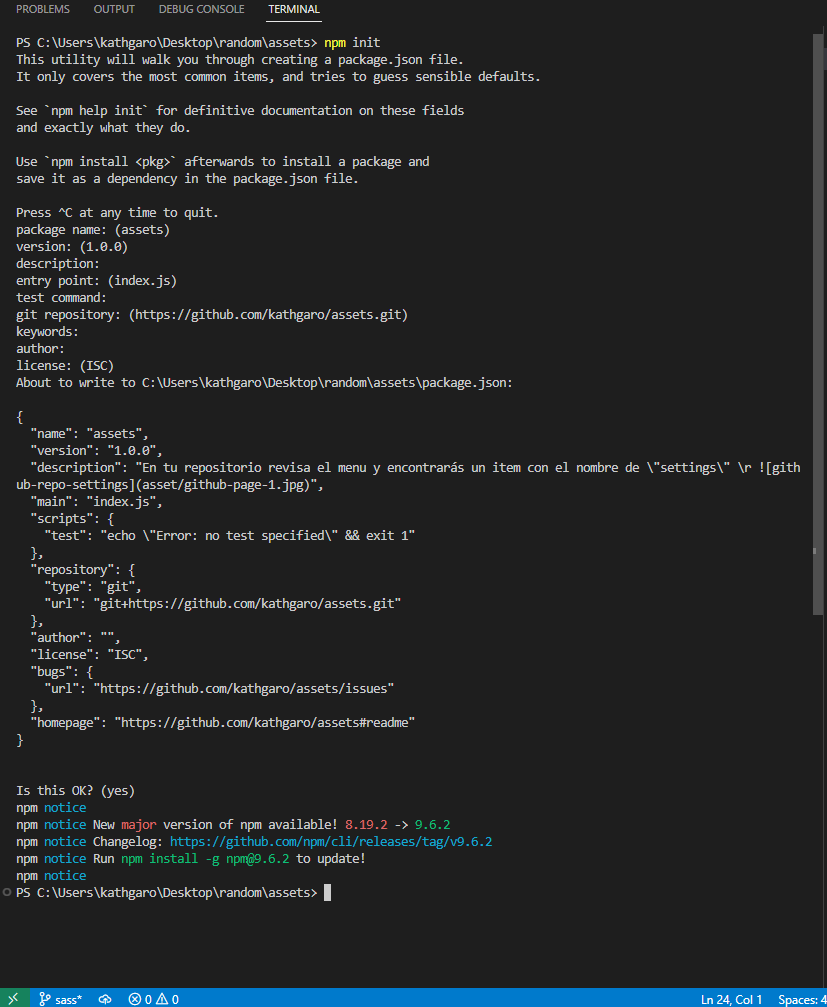 PROBLEMS OUTPUT DEBUG CONSOLE TERMINAL
PS C:\Users\kathgaro\Desktop\random\assets> npm init
This utility will walk you through creating a package.json file.
It only covers the most common items, and tries to guess sensible defaults.
See `npm help init` for definitive documentation on these fields
and exactly what they do.
Use `npm install <pkg>` afterwards to install a package and
save it as a dependency in the package.json file.
Press ^C at any time to quit.
package name: (assets)
version: (1.0.0)
description:
entry point: (index.js)
test command:
git repository: (https://github.com/kathgaro/assets.git)
keywords:
author:
license: (ISC)
About to write to C:\Users\kathgaro\Desktop\random\assets\package.json:
{
  "name": "assets",
  "version": "1.0.0",
  "description": "En tu repositorio revisa el menu y encontrarás un item con el nombre de \"settings\" \r ![gith
ub-repo-settings](asset/github-page-1.jpg)",
  "main": "index.js",
  "scripts": {
    "test": "echo \"Error: no test specified\" && exit 1"
  },
  "repository": {
    "type": "git",
    "url": "git+https://github.com/kathgaro/assets.git"
  },
  "author": "",
  "license": "ISC",
  "bugs": {
    "url": "https://github.com/kathgaro/assets/issues"
  },
  "homepage": "https://github.com/kathgaro/assets#readme"
}
Is this OK? (yes)
npm notice
npm notice New major version of npm available! 8.19.2 -> 9.6.2
npm notice Changelog: https://github.com/npm/cli/releases/tag/v9.6.2
npm notice Run npm install -g npm@9.6.2 to update!
npm notice
PS C:\Users\kathgaro\Desktop\random\assets>
sass* 0 0 Ln 24, Col 1 Spaces: 4